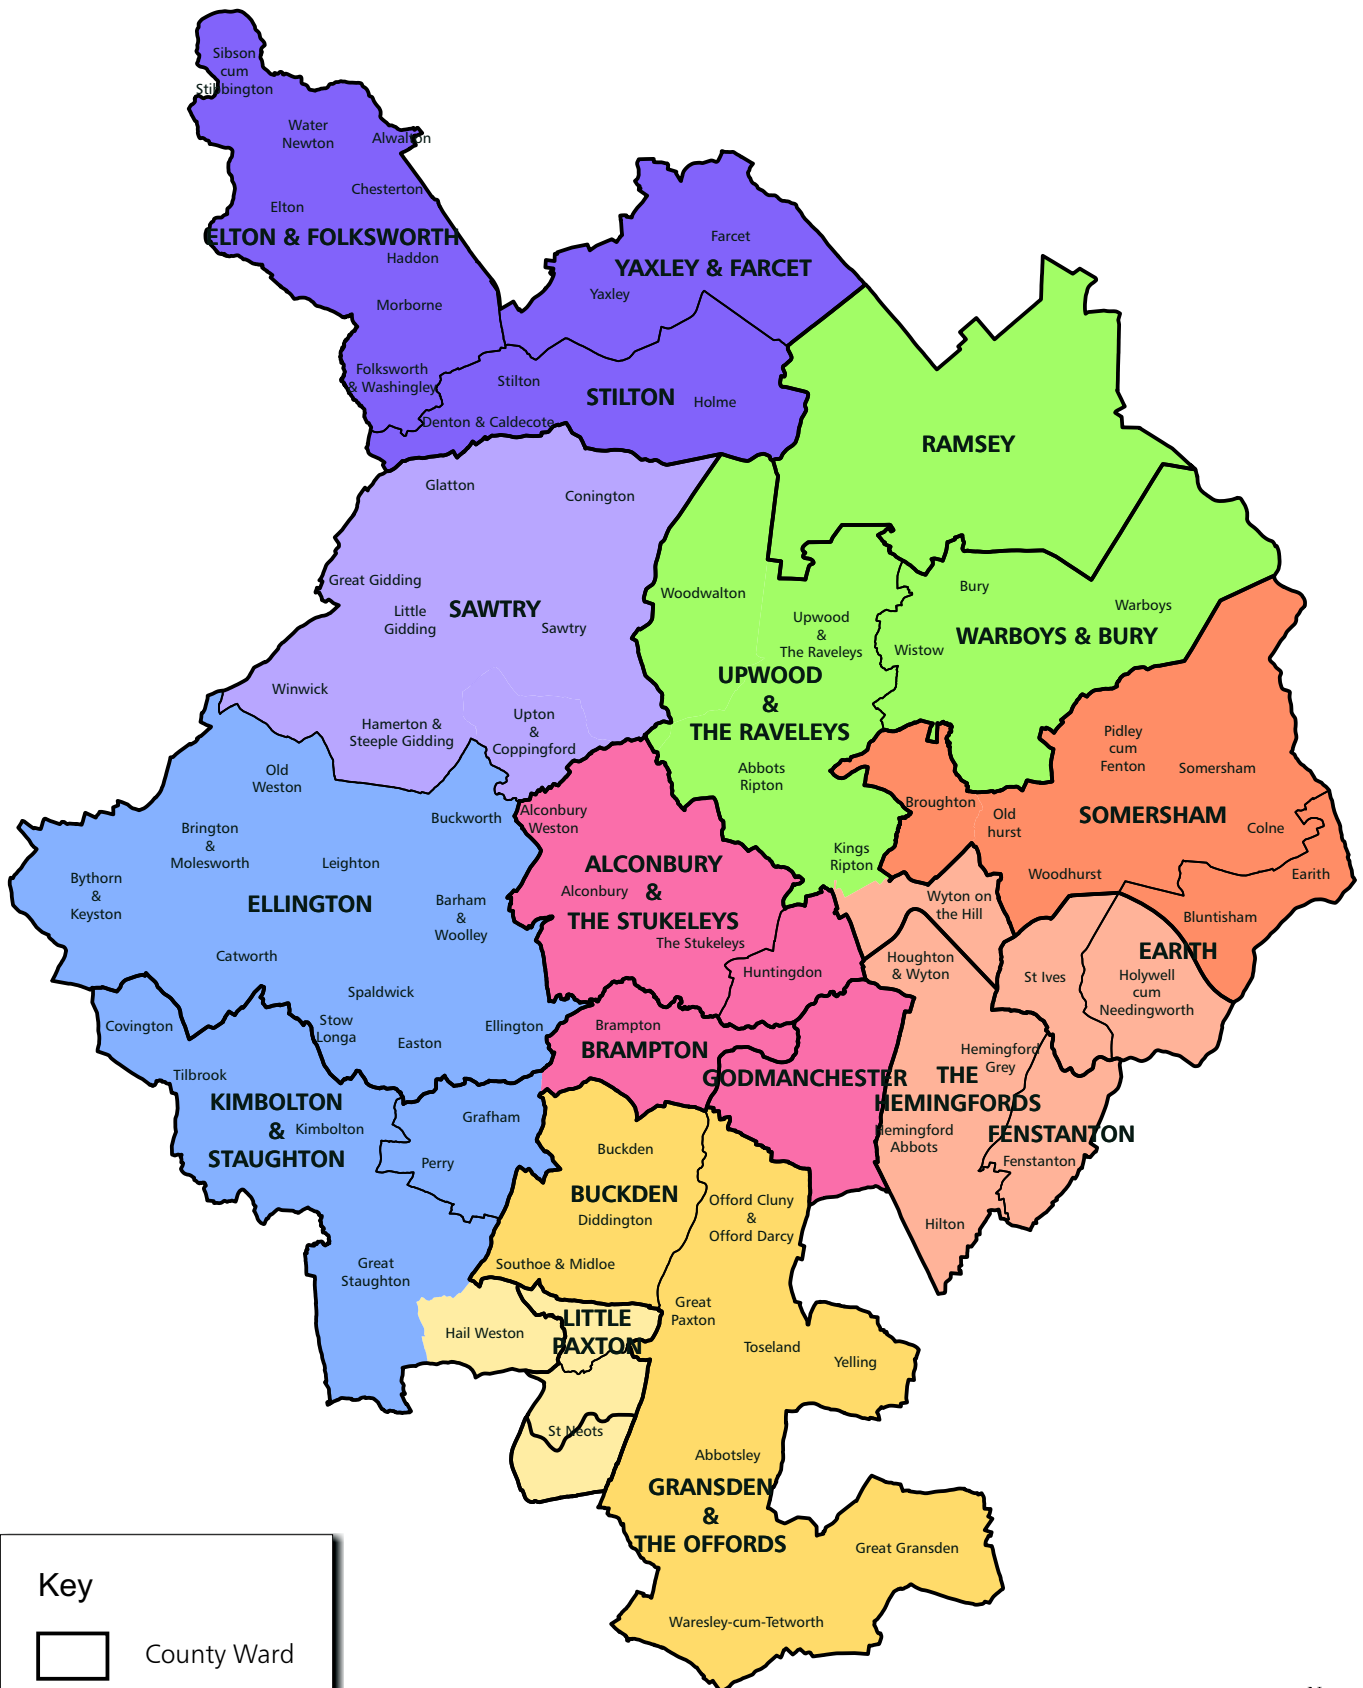 Sibson
cum
Stibbington
Water
Newton
Alwalton
Chesterton
Elton
ELTON & FOLKSWORTH
Haddon
Morborne
Folksworth
& Washingley
Farcet
YAXLEY & FARCET
Yaxley
Stilton
STILTON
Holme
Denton & Caldecote
RAMSEY
Glatton
Conington
Great Gidding
Little
Gidding
SAWTRY
Sawtry
Winwick
Hamerton &
Steeple Gidding
Upton
&
Coppingford
Woodwalton
Upwood
&
The Raveleys
UPWOOD
&
THE RAVELEYS
Abbots
Ripton
Kings
Ripton
Bury
Warboys
WARBOYS & BURY
Wistow
Pidley
cum
Fenton
Somersham
Broughton
Old
hurst
SOMERSHAM
Colne
Woodhurst
Earith
Bluntisham
EARITH
Holywell
cum
Needingworth
Wyton on
the Hill
Houghton
& Wyton
St Ives
Old
Weston
Buckworth
Brington
&
Molesworth
Leighton
Bythorn
&
Keyston
ELLINGTON
Barham
&
Woolley
Catworth
Spaldwick
Stow
Longa
Easton
Ellington
Alconbury
Weston
ALCONBURY
&
THE STUKELEYS
Alconbury
The Stukeleys
Huntingdon
Brampton
BRAMPTON
GODMANCHESTER
Hemingford
Grey
THE
HEMINGFORDS
Hemingford
Abbots
FENSTANTON
Fenstanton
Hilton
Covington
Tilbrook
KIMBOLTON
&
STAUGHTON
Kimbolton
Grafham
Perry
Great
Staughton
Buckden
BUCKDEN
Diddington
Southoe & Midloe
Offord Cluny
&
Offord Darcy
Great
Paxton
Hail Weston
LITTLE
PAXTON
Toseland
Yelling
St Neots
Abbotsley
GRANSDEN
&
THE OFFORDS
Great Gransden
Waresley-cum-Tetworth
Key
County Ward